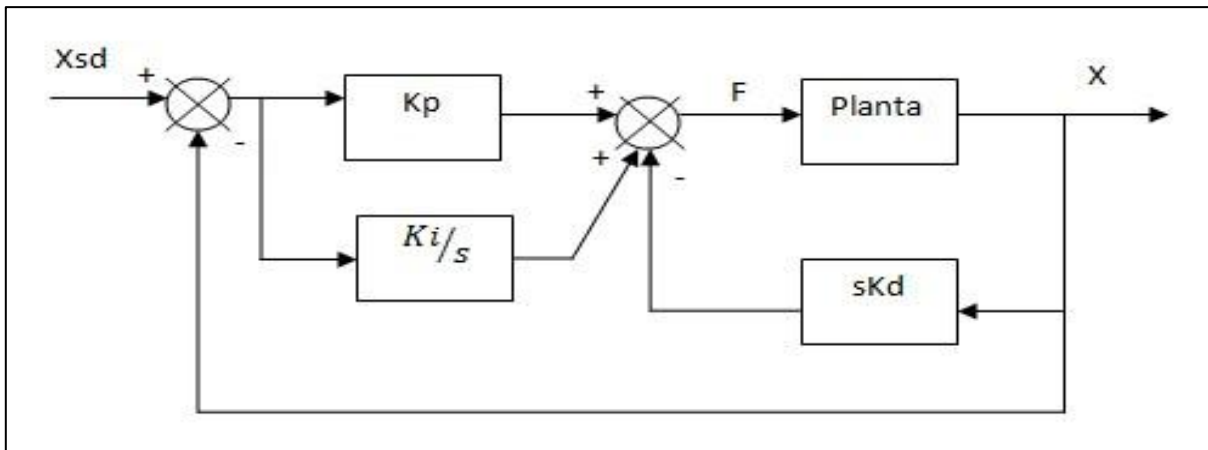 Xsd
+
-
Kp
Ki/s
+
+
-
F
Planta
X
sKd